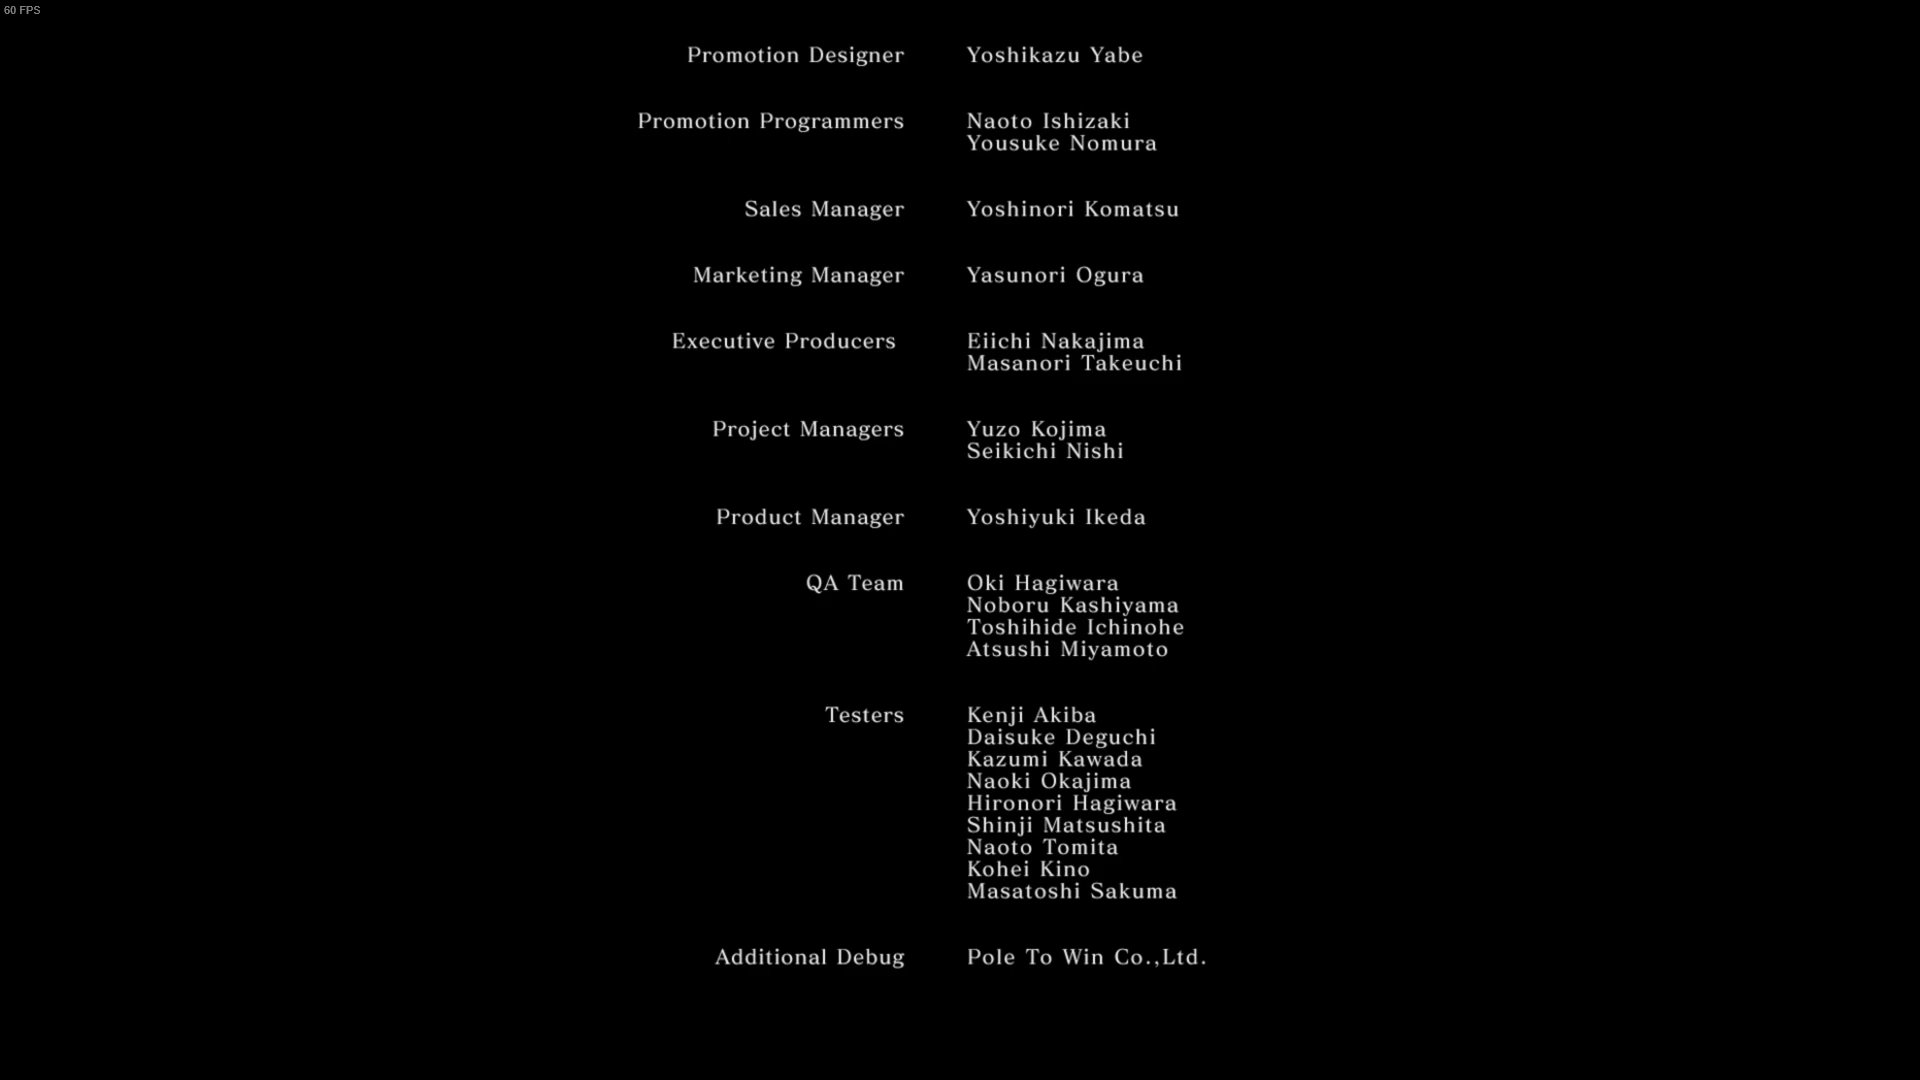 60 FPS
Promotion Designer Yoshikazu Yabe
Promotion Programmers Naoto Ishizaki
Yousuke Nomura
Sales Manager Yoshinori Komatsu
Marketing Manager Yasunori Ogura
Executive Producers Eiichi Nakajima
Masanori Takeuchi
Project Managers Yuzo Kojima
Seikichi Nishi
Product Manager Yoshiyuki Ikeda
QA Team Oki Hagiwara
Noboru Kashiyama
Toshihide Ichinohe
Atsushi Miyamoto
Testers Kenji Akiba
Daisuke Deguchi
Kazumi Kawada
Naoki Okajima
Hironori Hagiwara
Shinji Matsushita
Naoto Tomita
Kohei Kino
Masatoshi Sakuma
Additional Debug Pole To Win Co.,Ltd.